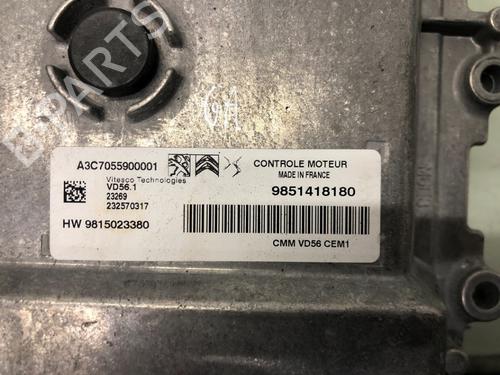 B-PARTS
GA
A3C7055900001
Vitesco Technologies
VD56.1
23269
232570317
HW 9815023380
CONTROLE MOTEUR
MADE IN FRANCE
9851418180
CMM VD56 CEM1